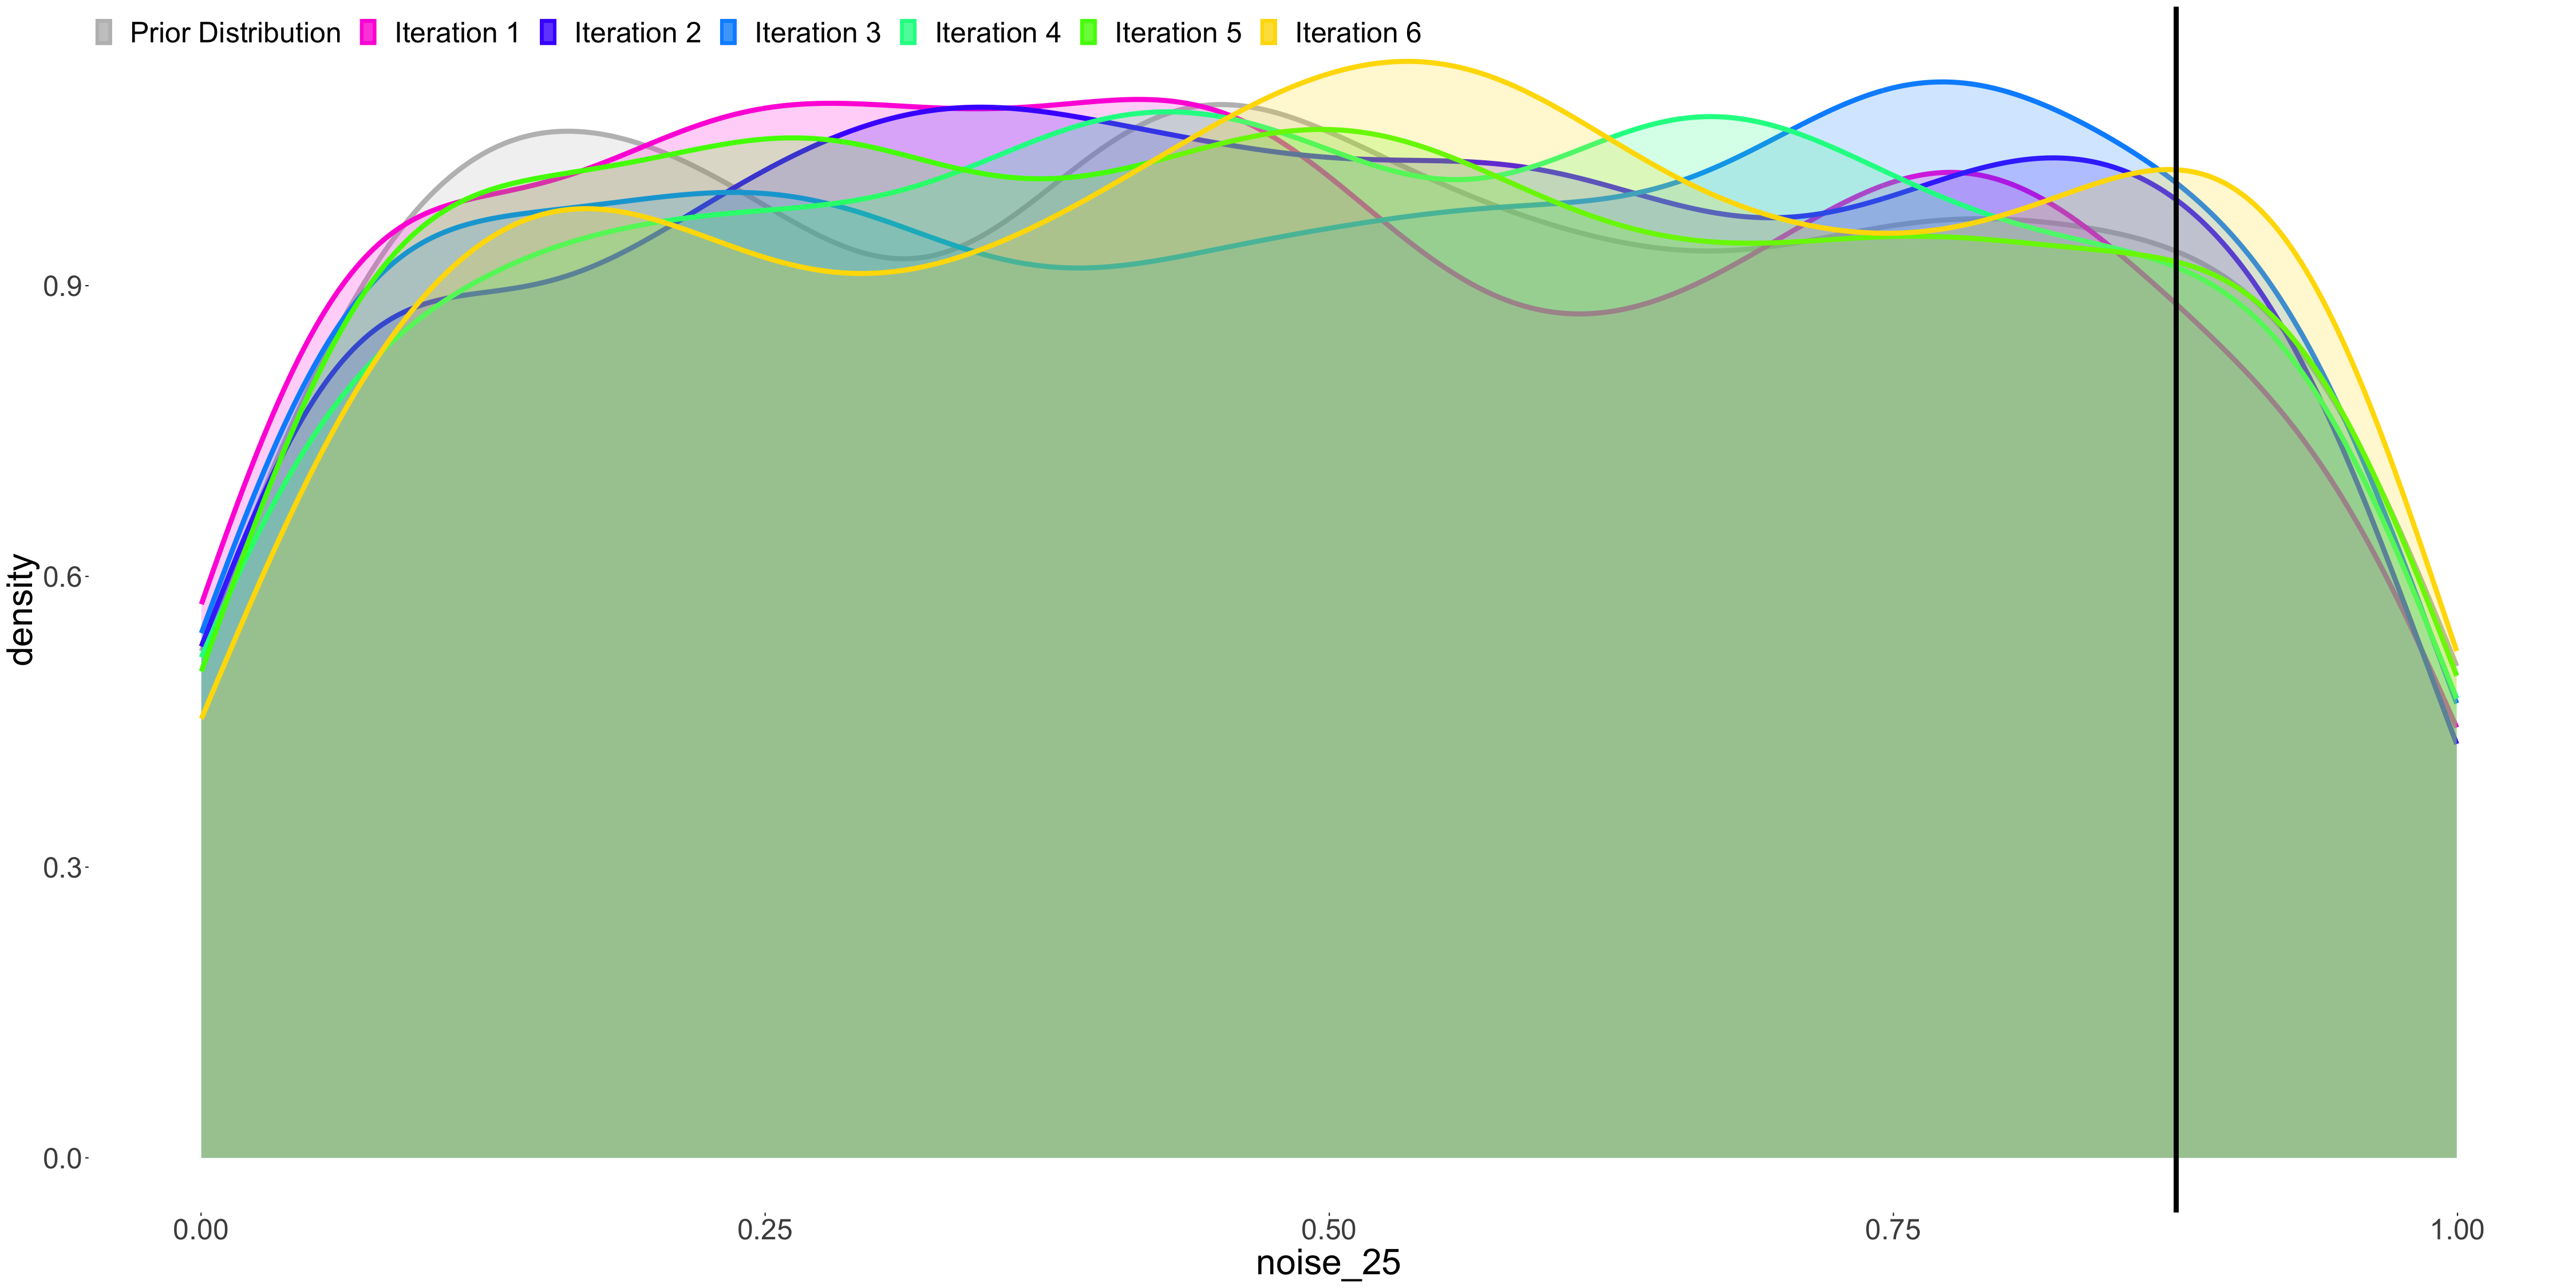 Prior Distribution Iteration 1 Iteration 2 Iteration 3 Iteration 4 Iteration 5 Iteration 6
density
0.9
0.6
0.3
0.0
0.00 0.25 0.50 0.75 1.00
noise_25